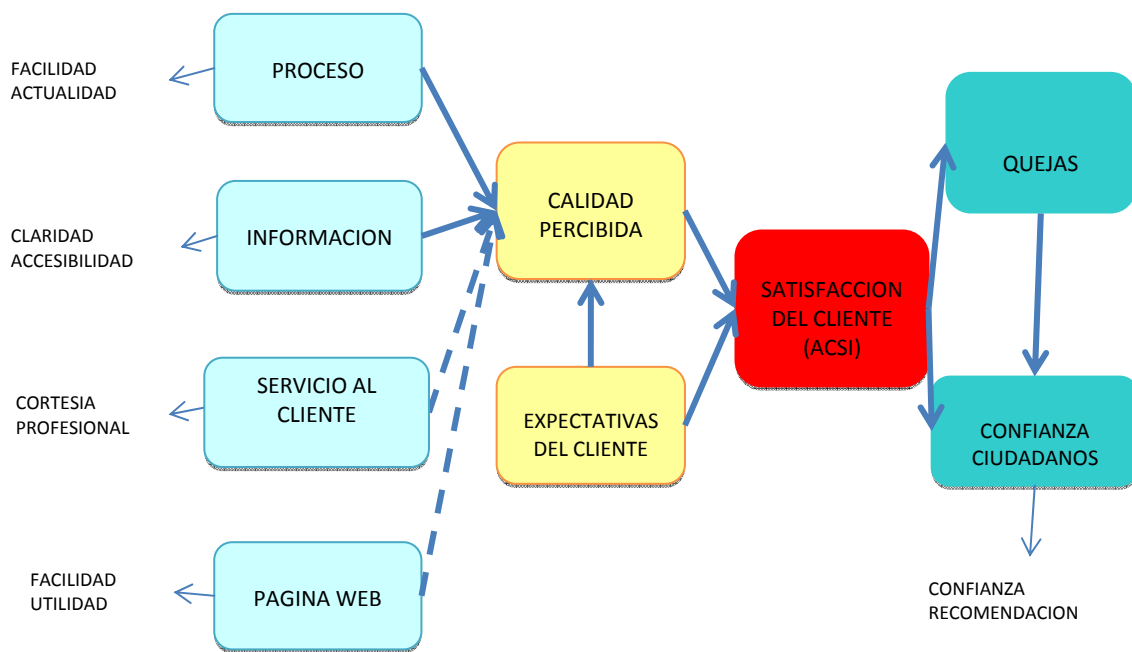 FACILIDAD
ACTUALIDAD
PROCESO
CLARIDAD
ACCESIBILIDAD
INFORMACION
CORTESIA
PROFESIONAL
SERVICIO AL
CLIENTE
FACILIDAD
UTILIDAD
PAGINA WEB
CALIDAD
PERCIBIDA
EXPECTATIVAS
DEL CLIENTE
SATISFACCION
DEL CLIENTE
(ACSI)
QUEJAS
CONFIANZA
CIUDADANOS
CONFIANZA
RECOMENDACION